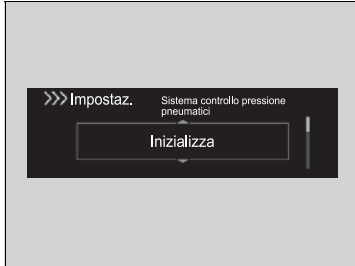 >>> Impostaz.
Sistema controllo pressione
pneumatici
Inizializza